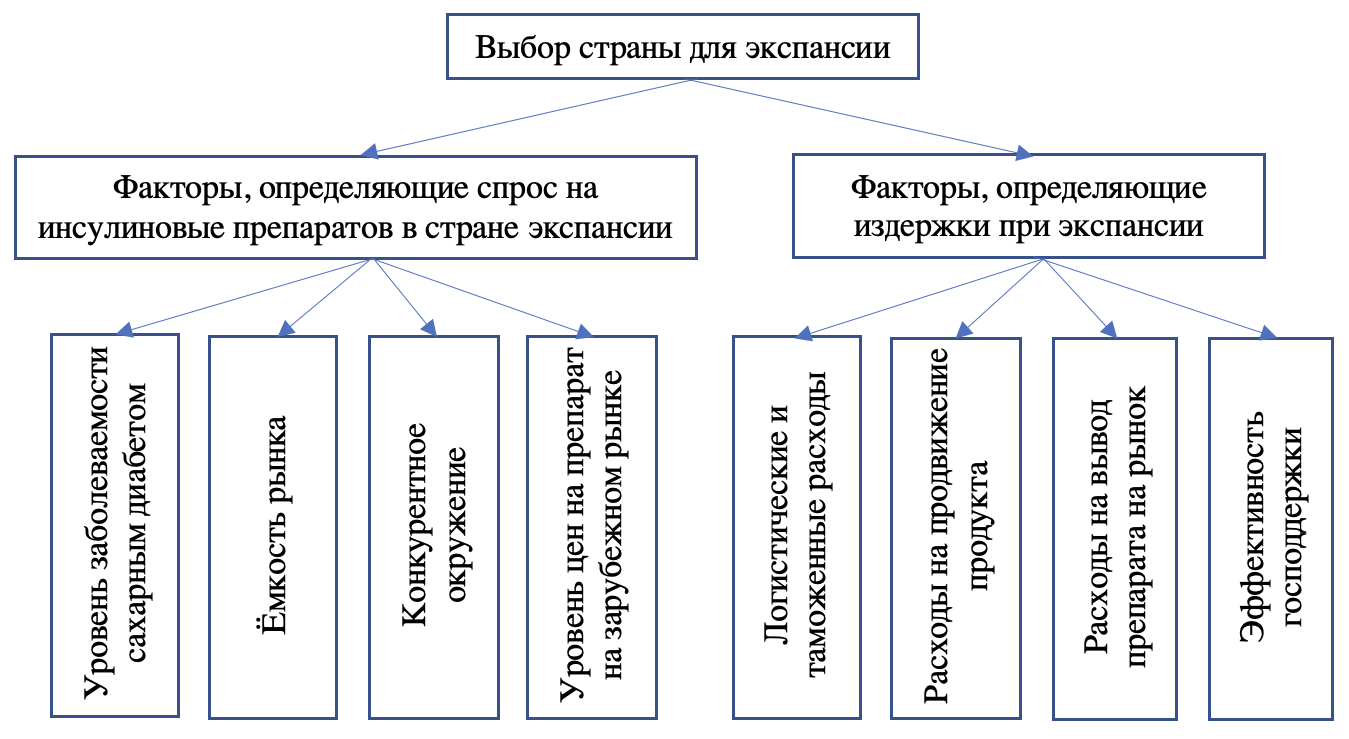 Выбор страны для экспансии
Факторы, определяющие спрос на
инсулиновые препаратов в стране экспансии
Факторы, определяющие
издержки при экспансии
Уровень заболеваемости
сахарным диабетом
Ёмкость рынка
Конкурентное
окружение
Уровень цен на препарат
на зарубежном рынке
Логистические и
таможенные расходы
Расходы на продвижение
продукта
Расходы на вывод
препарата на рынок
Эффективность
господдержки